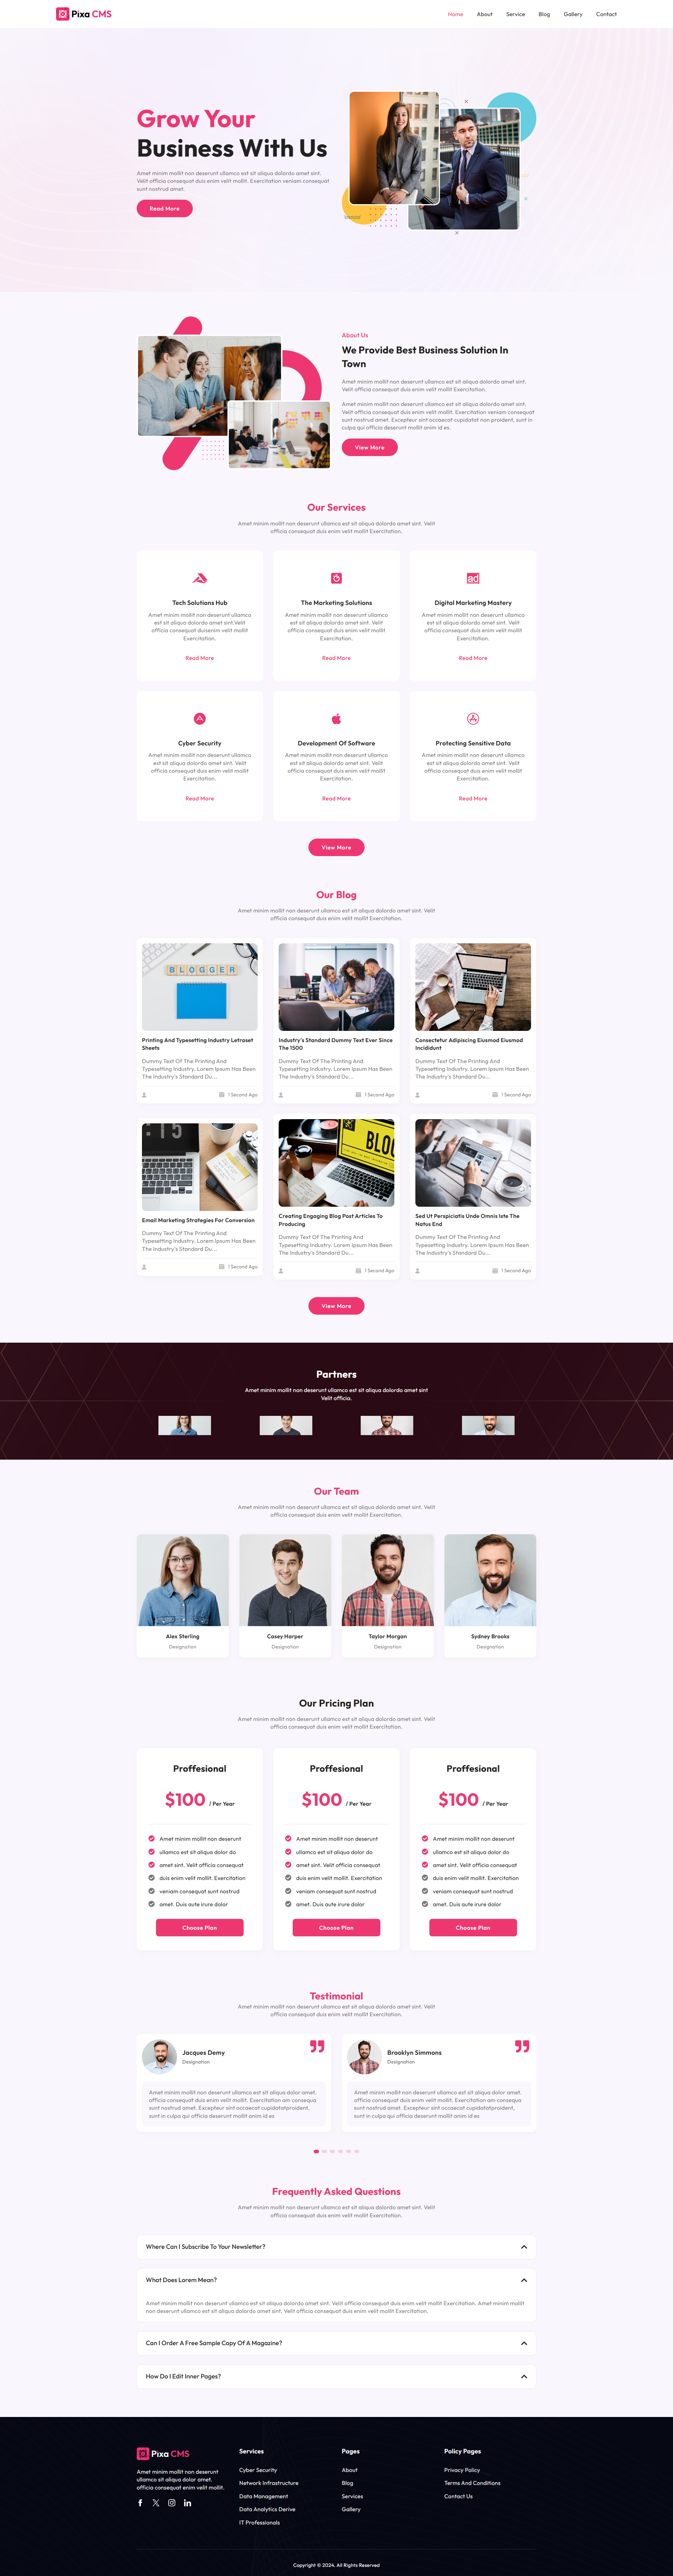 Pixa CMS
Home About Service Blog Gallery Contact
Grow Your
Business With Us
Amet minim mollit non deserunt ullamco est sit aliqua dolordo amet sint.
Velit officia consequat duis enim velit mollit. Exercitation veniam consequat
sunt nostrud amet.
Read More
About Us
We Provide Best Business Solution In
Town
Amet minim mollit non deserunt ullamco est sit aliqua dolordo amet sint.
Velit officia consequat duis enim velit mollit Exercitation.
Amet minim mollit non deserunt ullamco est sit aliqua dolordo amet sint.
Velit officia consequat duis enim velit mollit. Exercitation veniam consequat
sunt nostrud amet. Excepteur sint occaecat cupidatat non proident, sunt in
culpa qui officia deserunt mollit anim id es.
View More
Our Services
Amet minim mollit non deserunt ullamco est sit aliqua dolordo amet sint. Velit
officia consequat duis enim velit mollit Exercitation.
Tech Solutions Hub
Amet minim mollit non deserunt ullamco
est sit aliqua dolordo amet sint.Velit
officia consequat duisenim velit mollit
Exercitation.
Read More
The Marketing Solutions
Amet minim mollit non deserunt ullamco
est sit aliqua dolordo amet sint. Velit
officia consequat duis enim velit mollit
Exercitation.
Read More
ad
Digital Marketing Mastery
Amet minim mollit non deserunt ullamco
est sit aliqua dolordo amet sint. Velit
officia consequat duis enim velit mollit
Exercitation.
Read More
Cyber Security
Amet minim mollit non deserunt ullamco
est sit aliqua dolordo amet sint. Velit
officia consequat duis enim velit mollit
Exercitation.
Read More
Development Of Software
Amet minim mollit non deserunt ullamco
est sit aliqua dolordo amet sint. Velit
officia consequat duis enim velit mollit
Exercitation.
Read More
Protecting Sensitive Data
Amet minim mollit non deserunt ullamco
est sit aliqua dolordo amet sint. Velit
officia consequat duis enim velit mollit
Exercitation.
Read More
View More
Our Blog
Amet minim mollit non deserunt ullamco est sit aliqua dolordo amet sint. Velit
officia consequat duis enim velit mollit Exercitation.
BLOGGER
Printing And Typesetting Industry Letraset
Sheets
Dummy Text Of The Printing And
Typesetting Industry. Lorem Ipsum Has Been
The Industry's Standard Du...
1 Second Ago
Industry's Standard Dummy Text Ever Since
The 1500
Dummy Text Of The Printing And
Typesetting Industry. Lorem Ipsum Has Been
The Industry's Standard Du...
1 Second Ago
Consectetur Adipiscing Eiusmod Eiusmod
Incididunt
Dummy Text Of The Printing And
Typesetting Industry. Lorem Ipsum Has Been
The Industry's Standard Du...
1 Second Ago
:15
Email Marketing Strategies For Conversion
Dummy Text Of The Printing And
Typesetting Industry. Lorem Ipsum Has Been
The Industry's Standard Du...
1 Second Ago
BLOG
Creating Engaging Blog Post Articles To
Producing
Dummy Text Of The Printing And
Typesetting Industry. Lorem Ipsum Has Been
The Industry's Standard Du...
1 Second Ago
Sed Ut Perspiciatis Unde Omnis Iste The
Natus End
Dummy Text Of The Printing And
Typesetting Industry. Lorem Ipsum Has Been
The Industry's Standard Du...
1 Second Ago
View More
Partners
Amet minim mollit non deserunt ullamco est sit aliqua dolordo amet sint
Velit officia.
Our Team
Amet minim mollit non deserunt ullamco est sit aliqua dolordo amet sint. Velit
officia consequat duis enim velit mollit Exercitation.
Alex Sterling
Designation
Casey Harper
Designation
Taylor Morgan
Designation
Sydney Brooks
Designation
Our Pricing Plan
Amet minim mollit non deserunt ullamco est sit aliqua dolordo amet sint. Velit
officia consequat duis enim velit mollit Exercitation.
Proffesional
$100 / Per Year
Amet minim mollit non deserunt
ullamco est sit aliqua dolor do
amet sint. Velit officia consequat
duis enim velit mollit. Exercitation
veniam consequat sunt nostrud
amet. Duis aute irure dolor
Choose Plan
Proffesional
$100 / Per Year
Amet minim mollit non deserunt
ullamco est sit aliqua dolor do
amet sint. Velit officia consequat
duis enim velit mollit. Exercitation
veniam consequat sunt nostrud
amet. Duis aute irure dolor
Choose Plan
Proffesional
$100 / Per Year
Amet minim mollit non deserunt
ullamco est sit aliqua dolor do
amet sint. Velit officia consequat
duis enim velit mollit. Exercitation
veniam consequat sunt nostrud
amet. Duis aute irure dolor
Choose Plan
Testimonial
Amet minim mollit non deserunt ullamco est sit aliqua dolordo amet sint. Velit
officia consequat duis enim velit mollit Exercitation.
Jacques Demy
Designation
Amet minim mollit non deserunt ullamco est sit aliqua dolor amet.
officia consequat duis enim velit mollit. Exercitation am consequa
sunt nostrud amet. Excepteur sint occaecat cupidatatproident,
sunt in culpa qui officia deserunt mollit anim id es
Brooklyn Simmons
Designation
Amet minim mollit non deserunt ullamco est sit aliqua dolor amet.
officia consequat duis enim velit mollit. Exercitation am consequa
sunt nostrud amet. Excepteur sint occaecat cupidatatproident,
sunt in culpa qui officia deserunt mollit anim id es
Frequently Asked Questions
Amet minim mollit non deserunt ullamco est sit aliqua dolordo amet sint. Velit
officia consequat duis enim velit mollit Exercitation.
Where Can I Subscribe To Your Newsletter?
What Does Lorem Mean?
Amet minim mollit non deserunt ullamco est sit aliqua dolordo amet sint. Velit officia consequat duis enim velit mollit Exercitation. Amet minim mollit
non deserunt ullamco est sit aliqua dolordo amet sint. Velit officia consequat duis enim velit mollit Exercitation.
Can I Order A Free Sample Copy Of A Magazine?
How Do I Edit Inner Pages?
Pixa CMS
Amet minim mollit non deserunt
ullamco est sit aliqua dolor amet.
officia consequat enim velit mollit.
Services
Cyber Security
Network Infrastructure
Data Management
Data Analytics Derive
IT Professionals
Pages
About
Blog
Services
Gallery
Policy Pages
Privacy Policy
Terms And Conditions
Contact Us
Copyright © 2024. All Rights Reserved